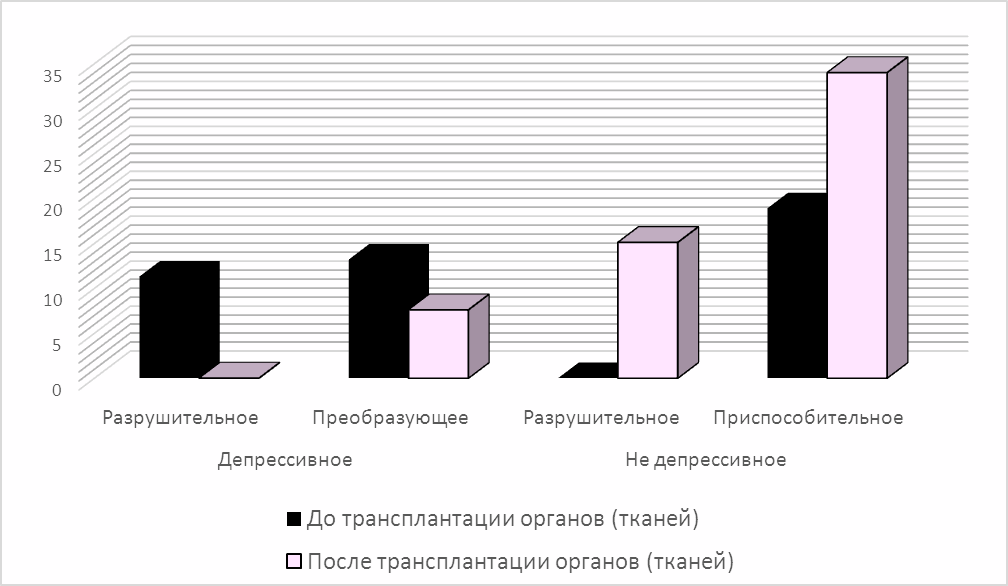 35
30
25
20
15
10
5
0
Разрушительное Преобразующее Разрушительное Приспособительное
Депрессивное Не депрессивное
До трансплантации органов (тканей)
После трансплантации органов (тканей)